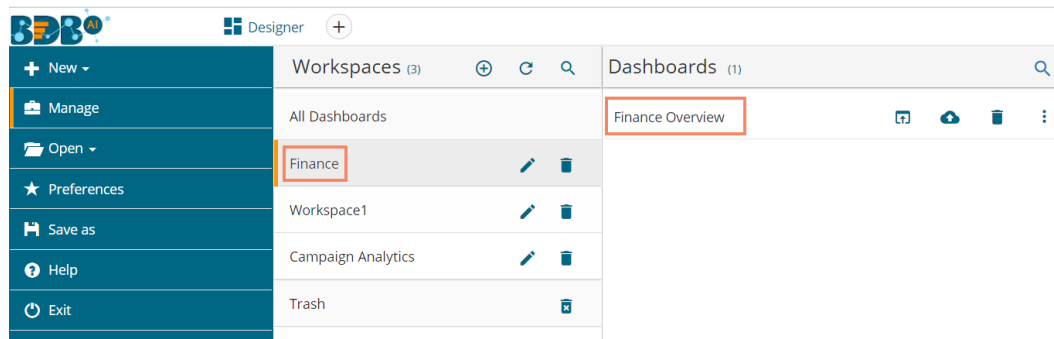 BDB AI
Designer
New
Manage
Open
Preferences
Save as
Help
Exit
Workspaces (3)
All Dashboards
Finance
Workspace1
Campaign Analytics
Trash
Dashboards (1)
Finance Overview